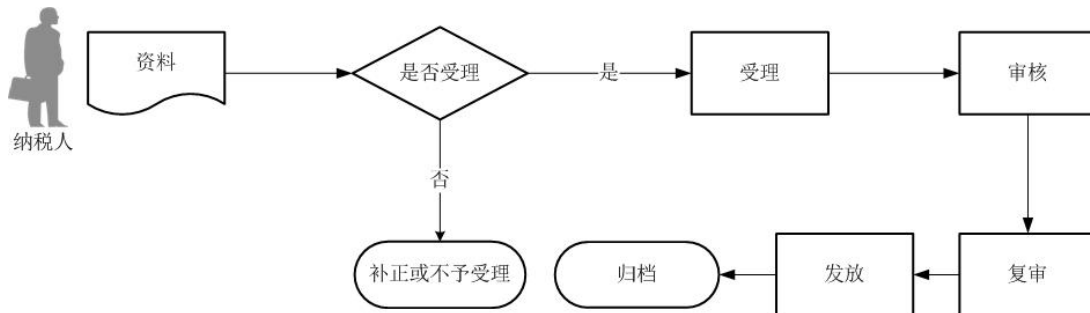 纳税人
资料
是否受理
是
受理
审核
否
补正或不予受理
归档
发放
复审